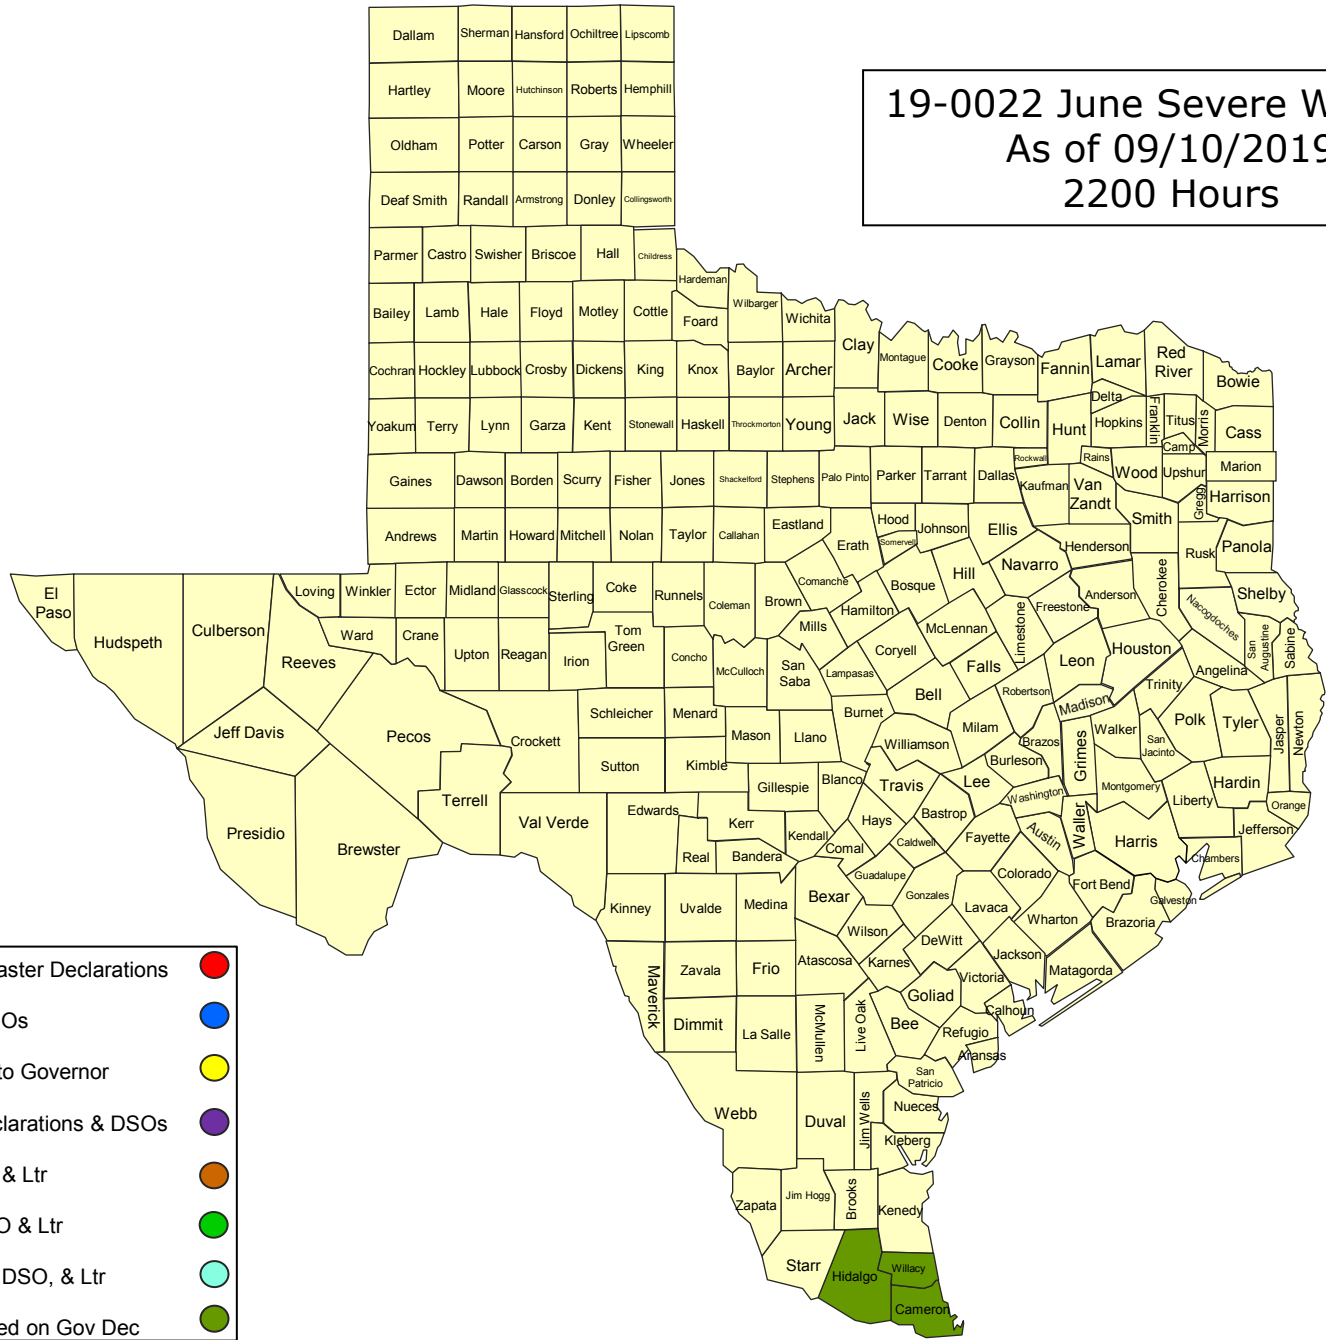 Dallam Sherman Hansford Ochiltree Lipscomb
Hartley Moore Hutchinson Roberts Hemphill
19-0022 June Severe W
As of 09/10/2019
2200 Hours
Oldham Potter Carson Gray Wheeler
Deaf Smith Randall Armstrong Donley Collingsworth
Parmer Castro Swisher Briscoe Hall Childress
Hardeman
Bailey Lamb Hale Floyd Motley Cottle Foard Wilbarger Wichita
Clay Montague Cooke Grayson Fannin Lamar Red
River Bowie
Cochran Hockley Lubbock Crosby Dickens King Knox Baylor Archer
Delta
Yoakum Terry Lynn Garza Kent Stonewall Haskell Throckmorton Young Jack Wise Denton Collin Hunt Hopkins Franklin Titus Morris Cass
Camp
Gaines Dawson Borden Scurry Fisher Jones Shackelford Stephens Palo Pinto Parker Tarrant Dallas Rockwall Kaufman Rains Van
Zandt Wood Upshur Marion
Gregg Harrison
Andrews Martin Howard Mitchell Nolan Taylor Callahan Eastland Erath Hood Somervell Johnson Ellis Henderson Smith Rusk Panola
El
Paso Hudspeth Culberson Loving Winkler Ector Midland Glasscock Sterling Coke Runnels Coleman Brown Comanche Hamilton Bosque Hill Navarro Freestone Anderson Cherokee Nacogdoches Shelby
Reeves Ward Crane Upton Reagan Irion Tom
Green Concho McCulloch San
Saba Mills Lampasas Coryell McLennan Limestone Falls Leon Houston Angelina San
Augustine Sabine
Jeff Davis Pecos Crockett Schleicher Menard Mason Llano Burnet Bell Milam Robertson Madison Trinity Polk Tyler Jasper Newton
Sutton Kimble Gillespie Blanco Williamson Burleson Brazos Grimes Walker San
Jacinto
Presidio Brewster Terrell Val Verde Edwards Kerr Kendall Travis Lee Washington Montgomery Liberty Hardin Orange
Real Bandera Comal Hays Caldwell Bastrop Fayette Austin Waller Harris Chambers Jefferson
Kinney Uvalde Medina Bexar Guadalupe Gonzales Lavaca Colorado Fort Bend Galveston
Wilson DeWitt Wharton Brazoria
Maverick Zavala Frio Atascosa Karnes Goliad Victoria Jackson Matagorda
Dimmit La Salle McMullen Live Oak Bee Refugio Calhoun
Aransas
San
Patricio
Webb Duval Jim Wells Nueces
Kleberg
Zapata Jim Hogg Brooks Kenedy
Starr Hidalgo Willacy
Cameron
aster Declarations
Os
to Governor
clarations & DSOs
& Ltr
O & Ltr
DSO, & Ltr
ed on Gov Dec